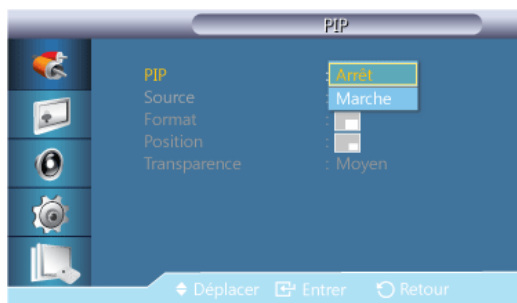 PIP
PIP : Arrêt
Source : Marche
Format :
Position :
Transparence : Moyen
Déplacer Entrer Retour